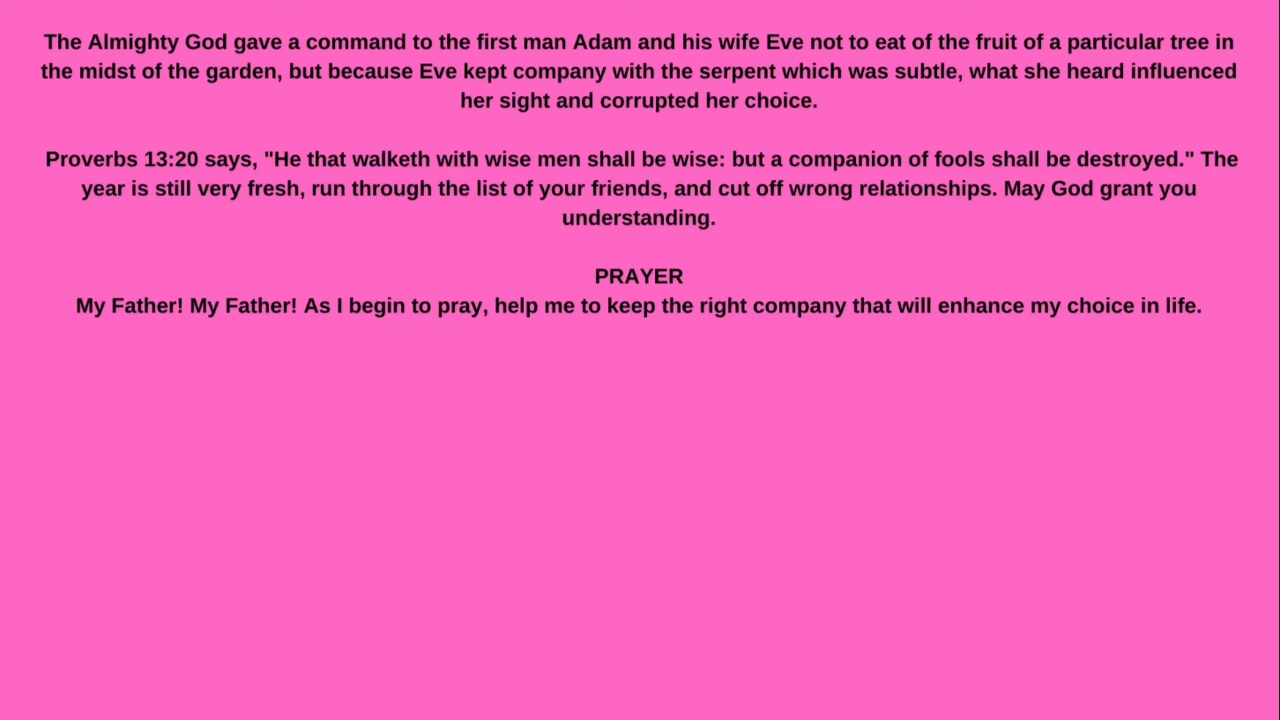 The Almighty God gave a command to the first man Adam and his wife Eve not to eat of the fruit of a particular tree in
the midst of the garden, but because Eve kept company with the serpent which was subtle, what she heard influenced
her sight and corrupted her choice.
Proverbs 13:20 says, "He that walketh with wise men shall be wise: but a companion of fools shall be destroyed." The
year is still very fresh, run through the list of your friends, and cut off wrong relationships. May God grant you
understanding.
PRAYER
My Father! My Father! As I begin to pray, help me to keep the right company that will enhance my choice in life.